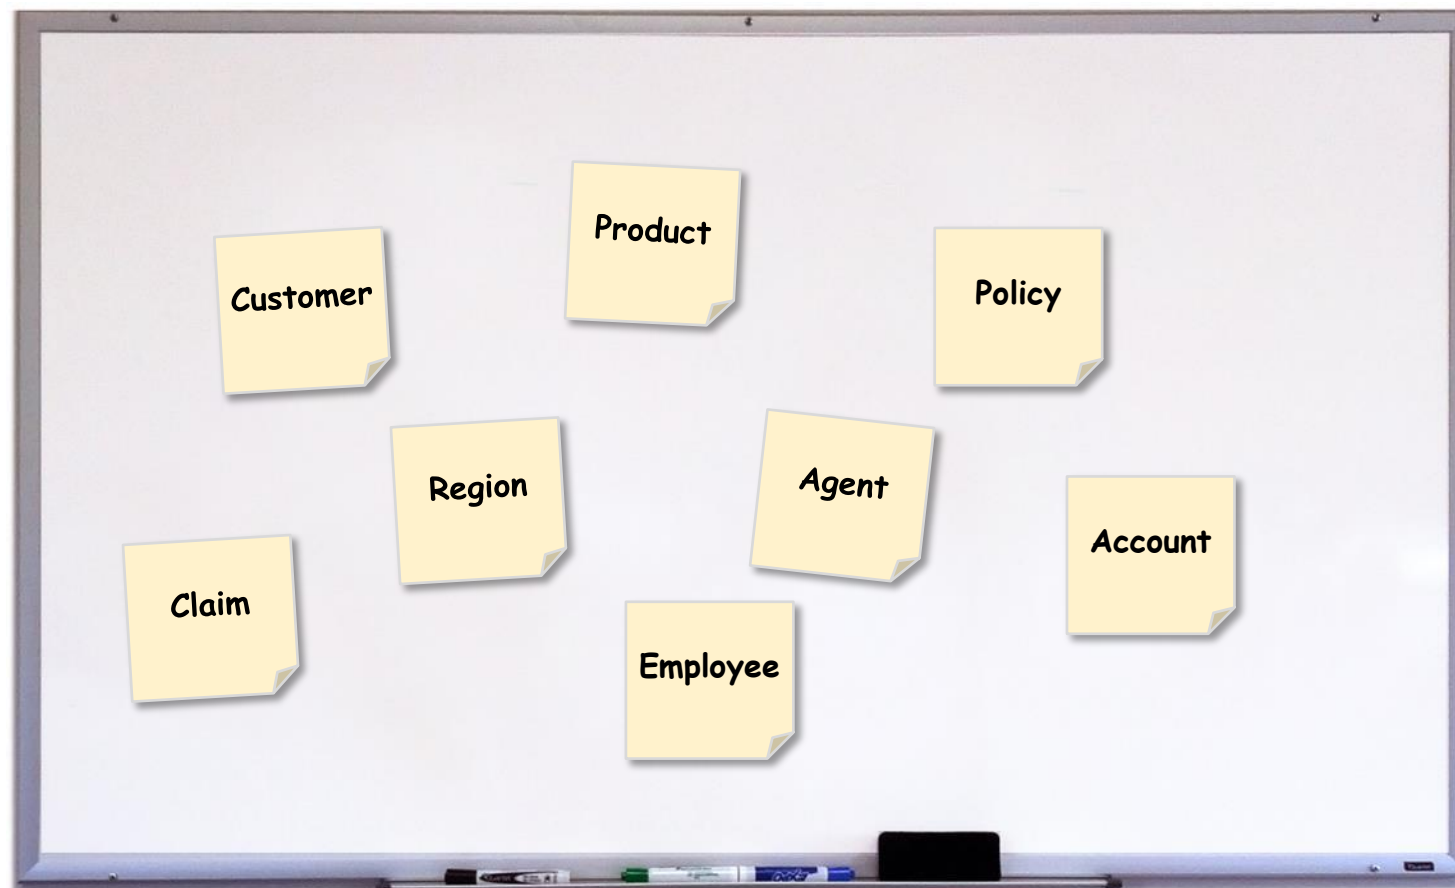 Product
Customer
Policy
Region
Agent
Account
Claim
Employee